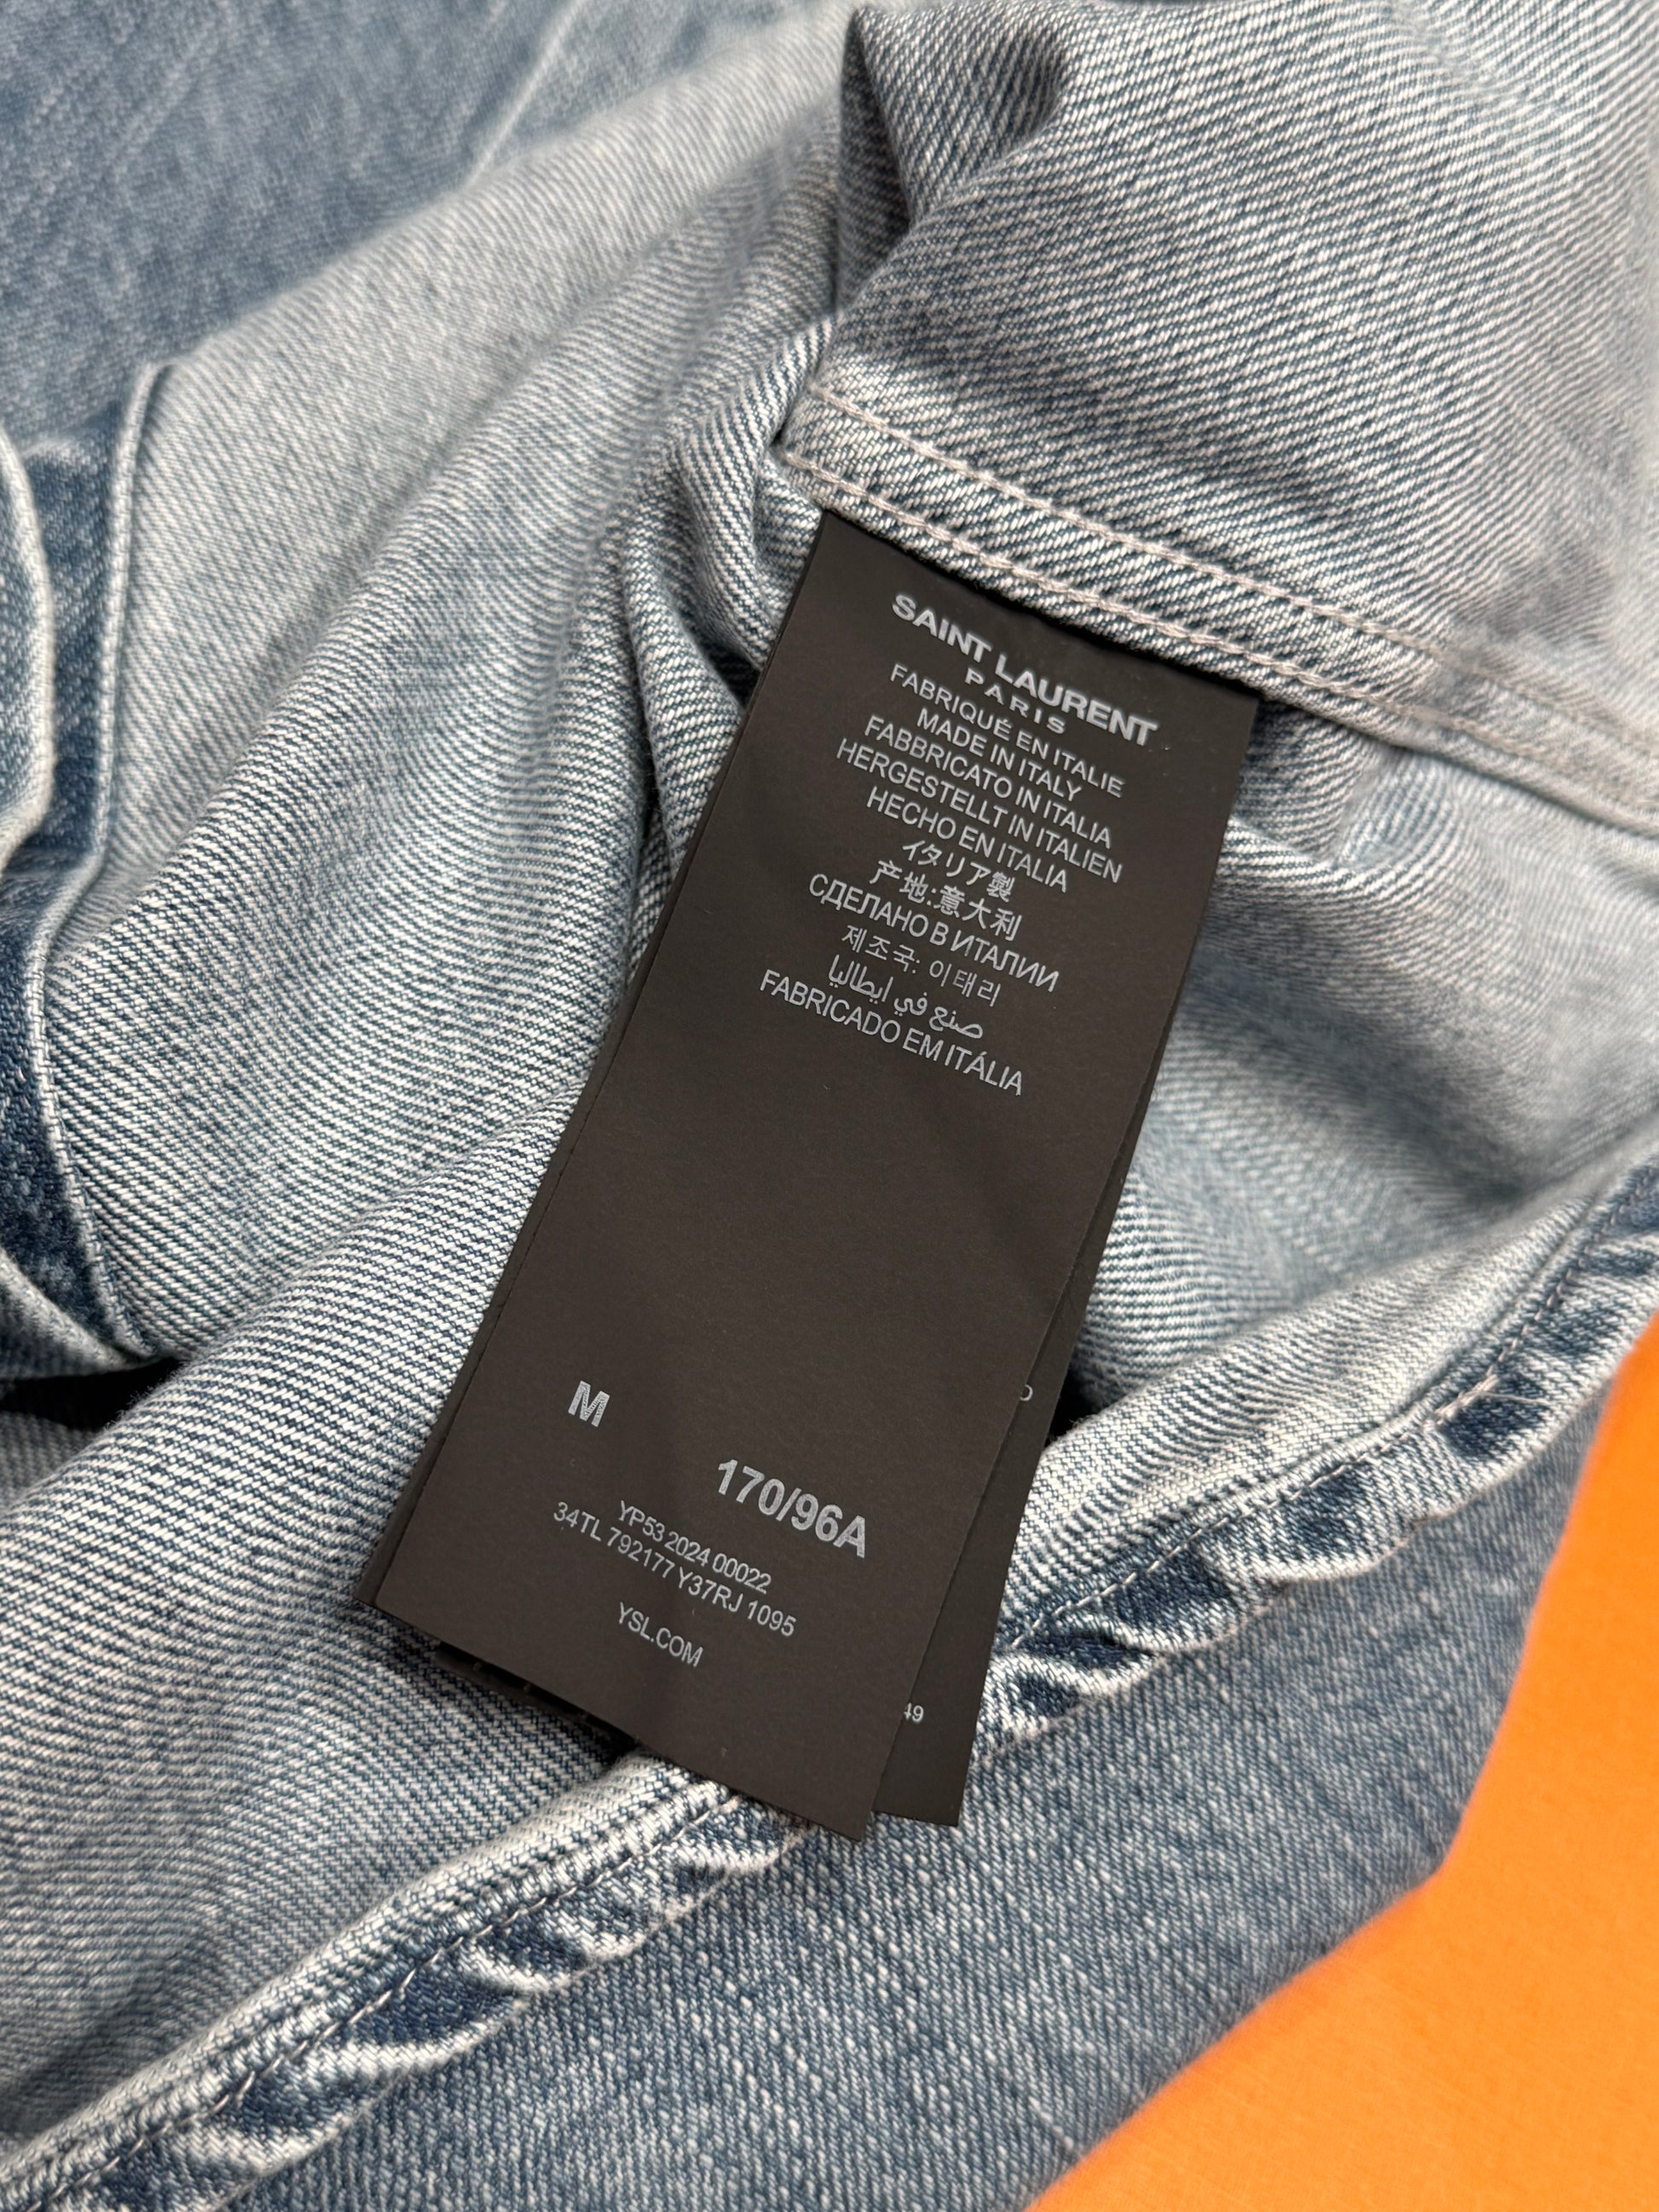 SAINT LAURENT
PARIS
FABRIQUÉ EN ITALIE
MADE IN ITALY
FABBRICATO IN ITALIA
HERGESTELLT IN ITALIEN
HECHO EN ITALIA
イタリア製
产地:意大利
СДЕЛАНО В ИТАЛИИ
제조국: 이태리
صنع في ايطاليا
FABRICADO EM ITÁLIA
M
170/96A
YP53 2024 00022
34TL 792177 Y37RJ 1095
YSL.COM
49